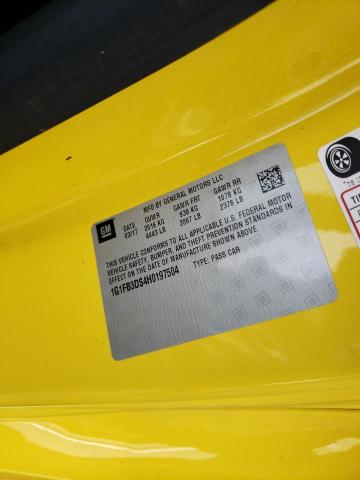 GM
MFD BY GENERAL MOTORS LLC
DATE GVWR GAWR FRT GAWR RR
03/17 2016 KG 938 KG 1078 KG
4443 LB 2067 LB 2376 LB
THIS VEHICLE CONFORMS TO ALL APPLICABLE U.S. FEDERAL MOTOR
VEHICLE SAFETY, BUMPER, AND THEFT PREVENTION STANDARDS IN
EFFECT ON THE DATE OF MANUFACTURE SHOWN ABOVE.
1G1FB3DS4H0197504 TYPE: PASS CAR